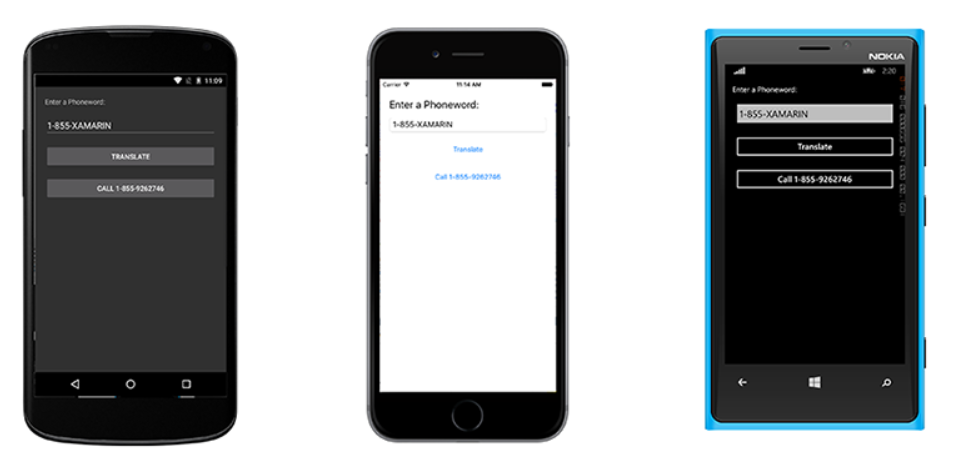 11:09
Enter a Phoneword:
1-855-XAMARIN
TRANSLATE
CALL 1-855-9262746
Carrier 11:14 AM
Enter a Phoneword:
1-855-XAMARIN
Translate
Call 1-855-9262746
NOKIA
2:20
Enter a Phoneword:
1-855-XAMARIN
Translate
Call 1-855-9262746